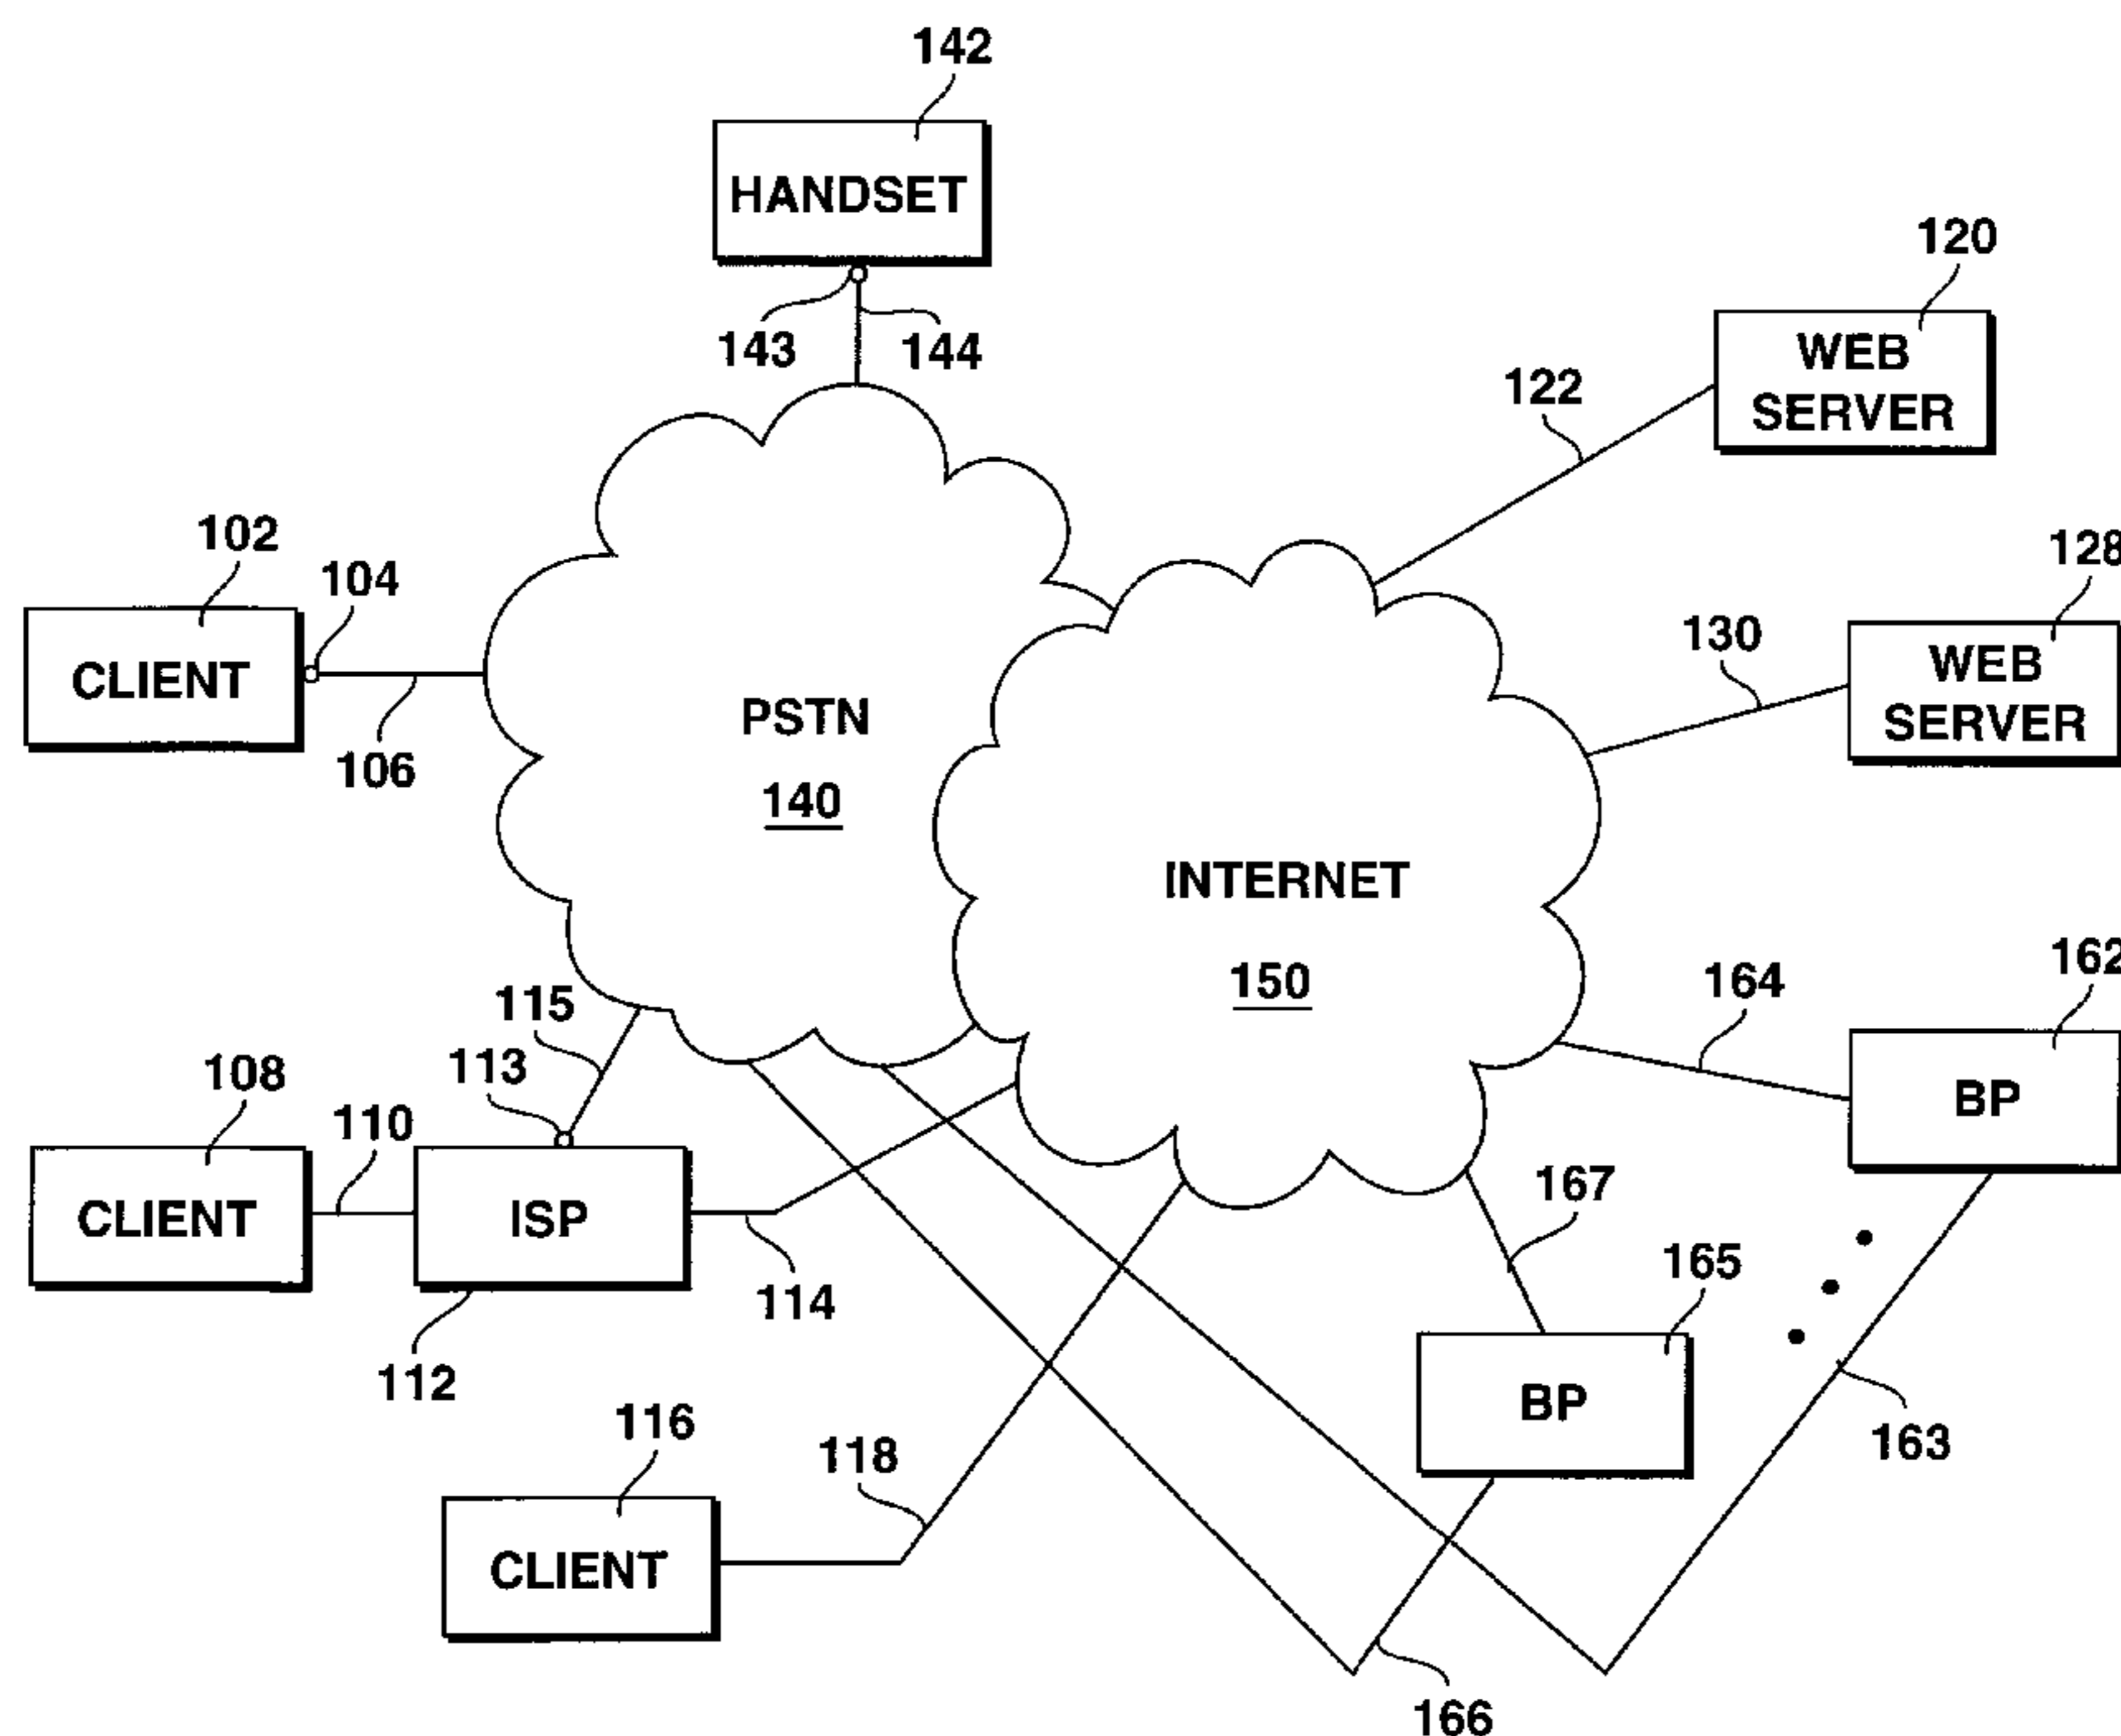 142
HANDSET
143
144
120
WEB
SERVER
122
128
WEB
SERVER
130
102
104
CLIENT
106
PSTN
140
INTERNET
150
162
164
BP
115
113
108
110
CLIENT
ISP
114
112
167
165
BP
163
116
118
CLIENT
166